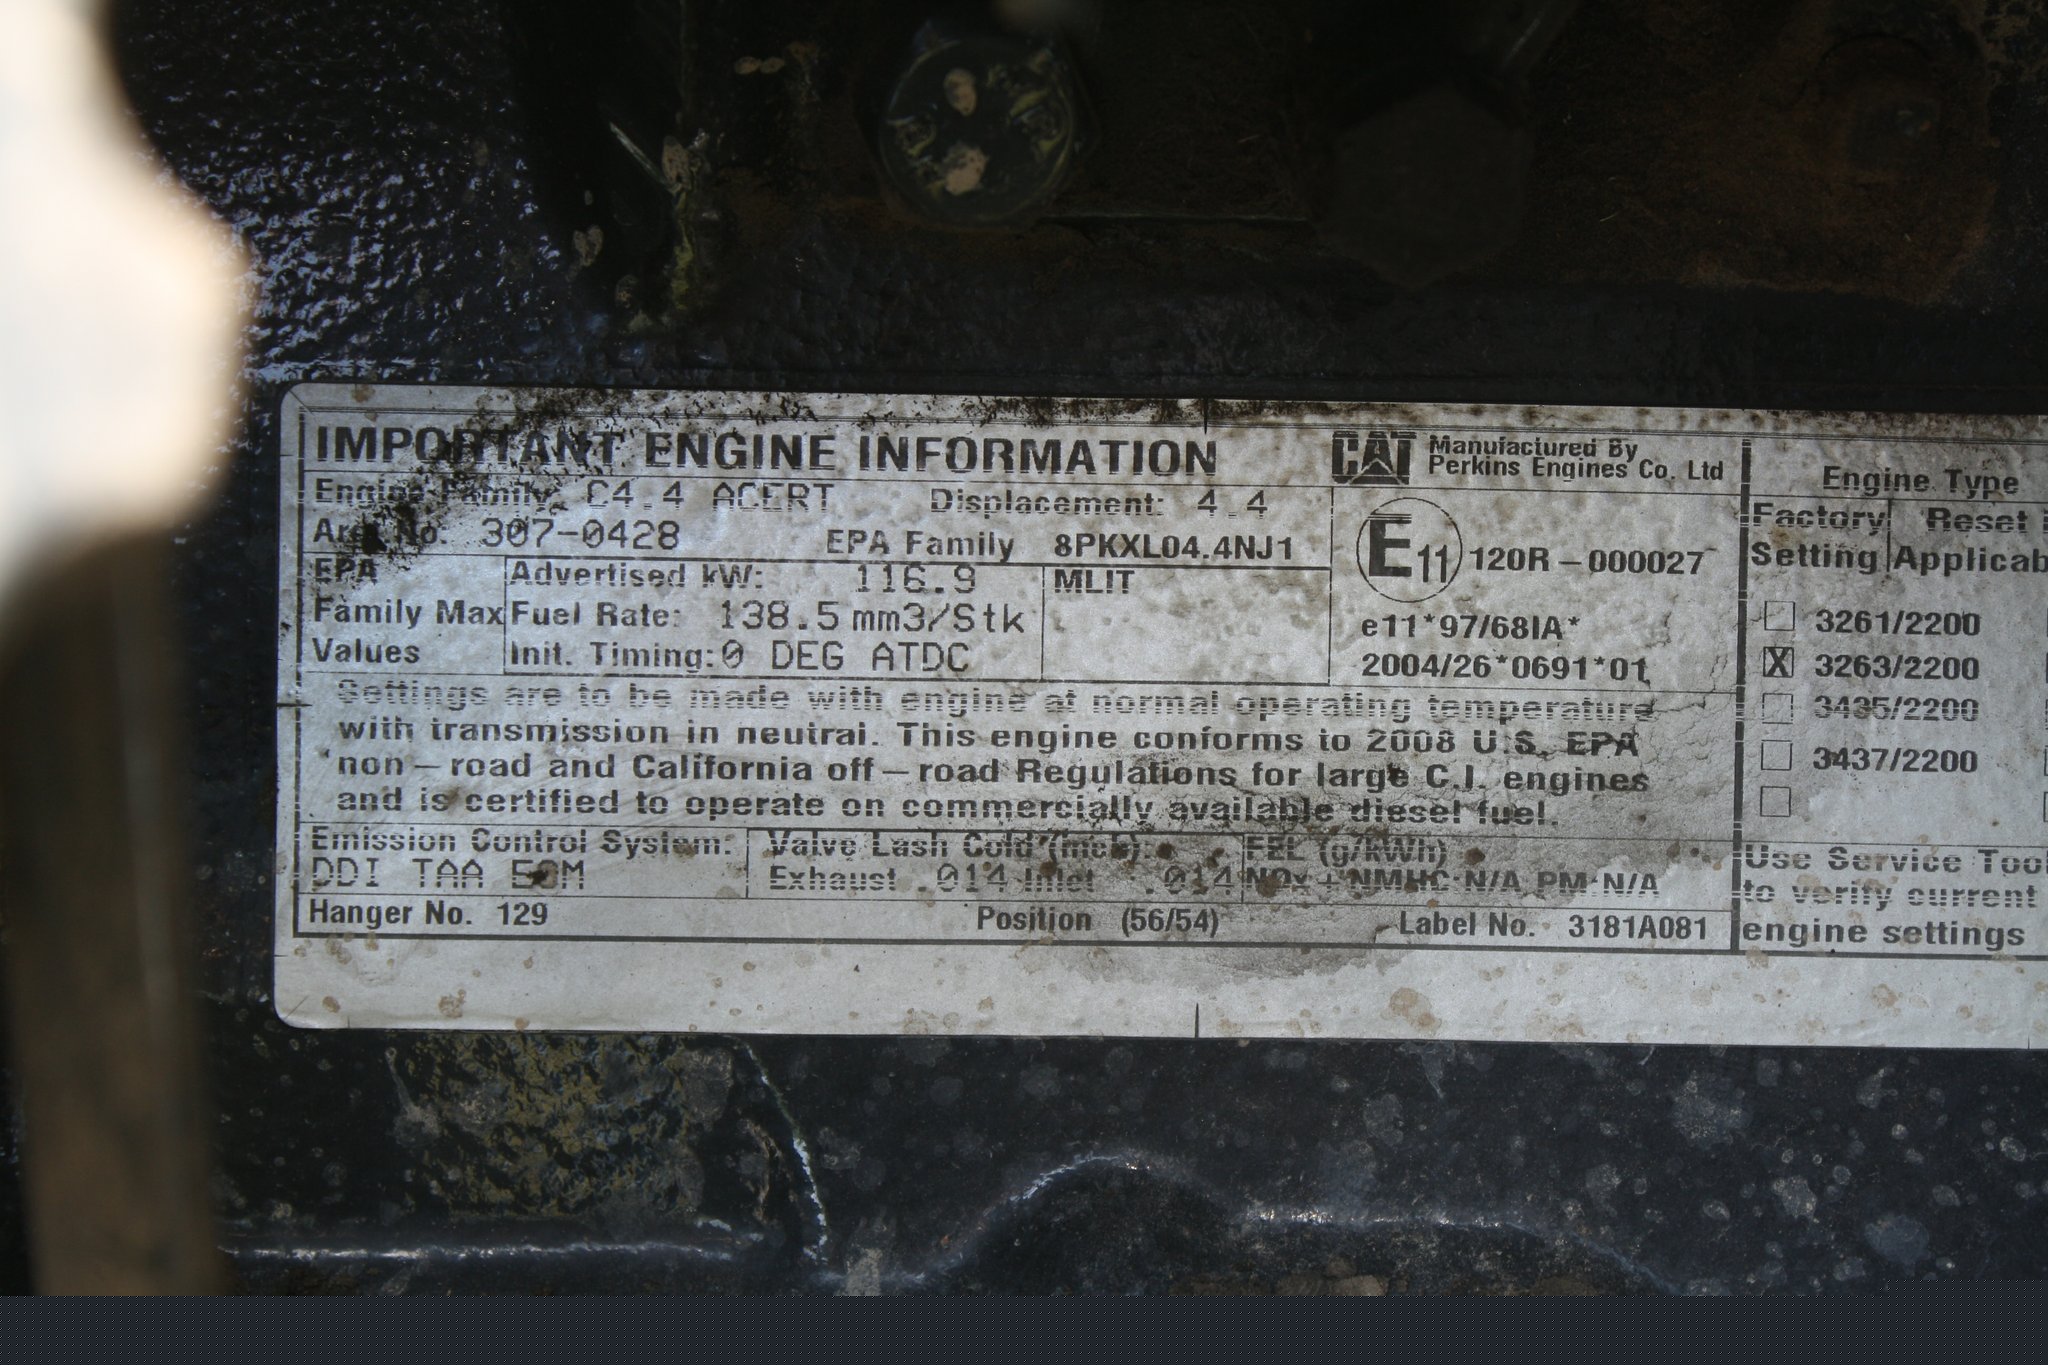 IMPORTANT ENGINE INFORMATION
CAT Manufactured By
Perkins Engines Co. Ltd
Engine Family C4.4 ACERT Displacement: 4.4
Arr No. 307-0428 EPA Family 8PKXL04.4NJ1
EPA
Family Max
Values
Advertised kW: 116.9
Fuel Rate: 138.5 mm3/Stk
Init. Timing: 0 DEG ATDC
MLIT
E11 120R-000027
e11*97/68IA*
2004/26*0691*01
Settings are to be made with engine at normal operating temperature
with transmission in neutral. This engine conforms to 2008 U.S. EPA
non-road and California off-road Regulations for large C.I. engines
and is certified to operate on commercially available diesel fuel.
Emission Control System:
DDI TAA ECM
Valve Lash Cold (inch):
Exhaust .014 Inlet .014
FEL (g/kWh)
NOx + NMHC N/A PM N/A
Hanger No. 129 Position (56/54) Label No. 3181A081
Engine Type
Factory Reset
Setting Applicab
3261/2200
X 3263/2200
3435/2200
3437/2200
Use Service Tool
to verify current
engine settings